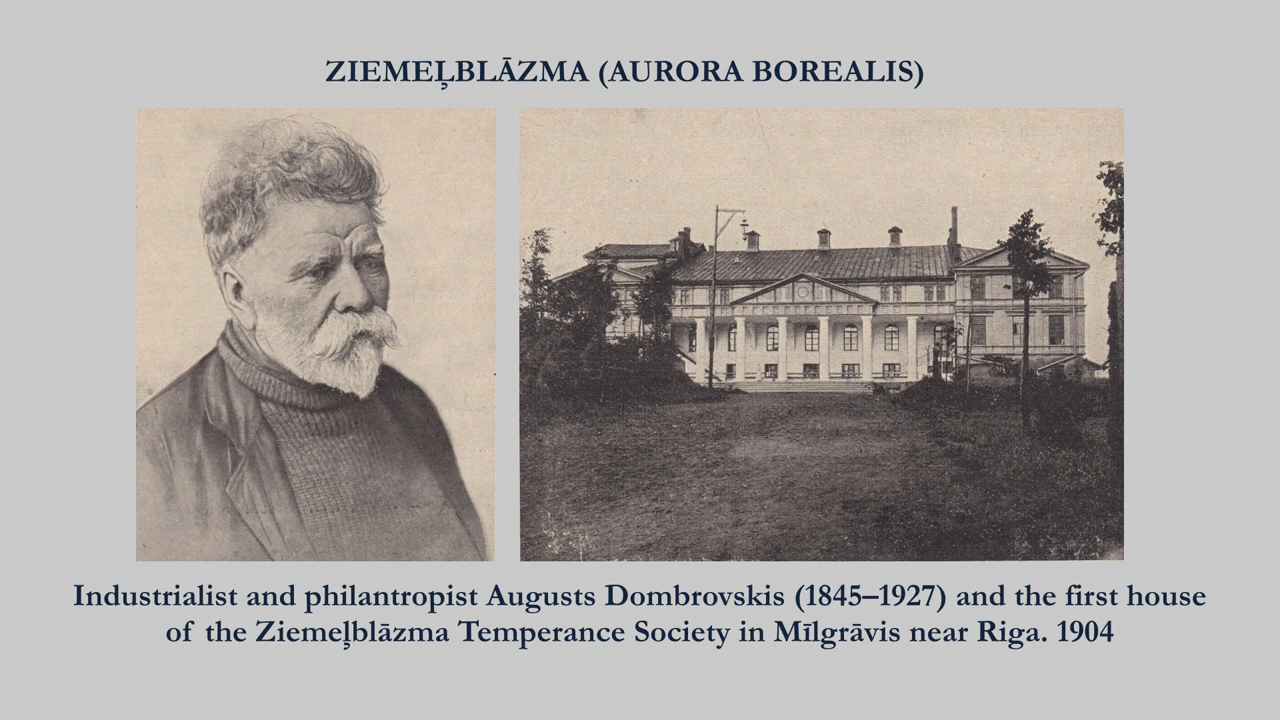 ZIEMEĻBLĀZMA (AURORA BOREALIS)
Industrialist and philantropist Augusts Dombrovskis (1845–1927) and the first house
of the Ziemeļblāzma Temperance Society in Mīlgrāvis near Riga. 1904